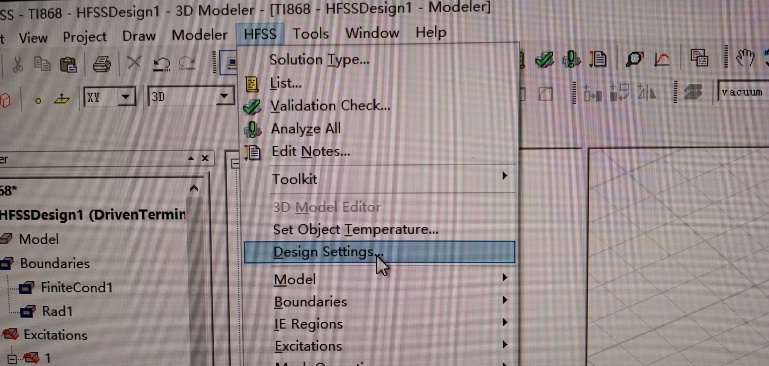 SS - TI868 - HFSSDesign1 - 3D Modeler - [TI868 - HFSSDesign1 - Modeler]
t View Project Draw Modeler HFSS Tools Window Help
Solution Type...
List...
XY 3D
vacuum
Validation Check...
Analyze All
Edit Notes...
er
Toolkit
68*
3D Model Editor
HFSSDesign1 (DrivenTermin
Set Object Temperature...
Model
Design Settings...
Boundaries
Model
FiniteCond1
Boundaries
Rad1
IE Regions
Excitations
Excitations
1